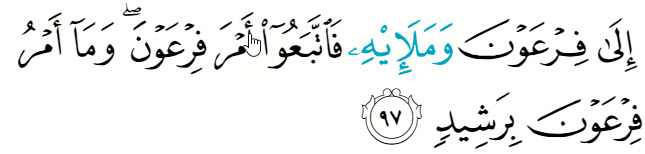 إِلَىٰ فِرْعَوْنَ وَمَلَإِي۟هِۦ فَٱتَّبَعُوٓا۟ أَمْرَ فِرْعَوْنَ ۖ وَمَآ أَمْرُ
فِرْعَوْنَ بِرَشِيدٍ ٩٧